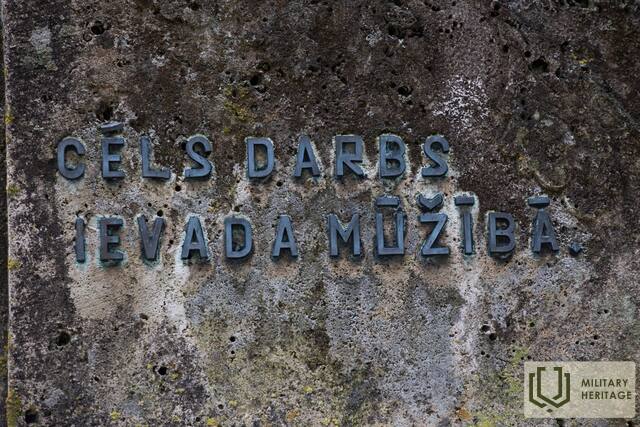 CĒLS DARBS
IEVADA MŪŽĪBĀ.
MILITARY
HERITAGE